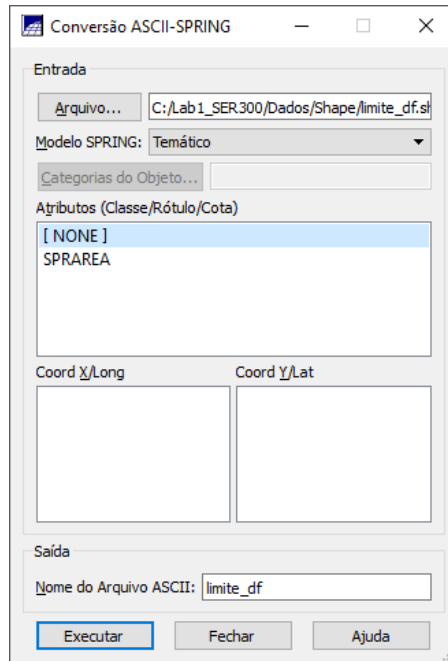 Conversão ASCII-SPRING
Entrada
Arquivo... C:/Lab1_SER300/Dados/Shape/limite_df.sh
Modelo SPRING: Temático
Categorias do Objeto...
Atributos (Classe/Rótulo/Cota)
[ NONE ]
SPRAREA
Coord X/Long Coord Y/Lat
Saída
Nome do Arquivo ASCII: limite_df
Executar Fechar Ajuda